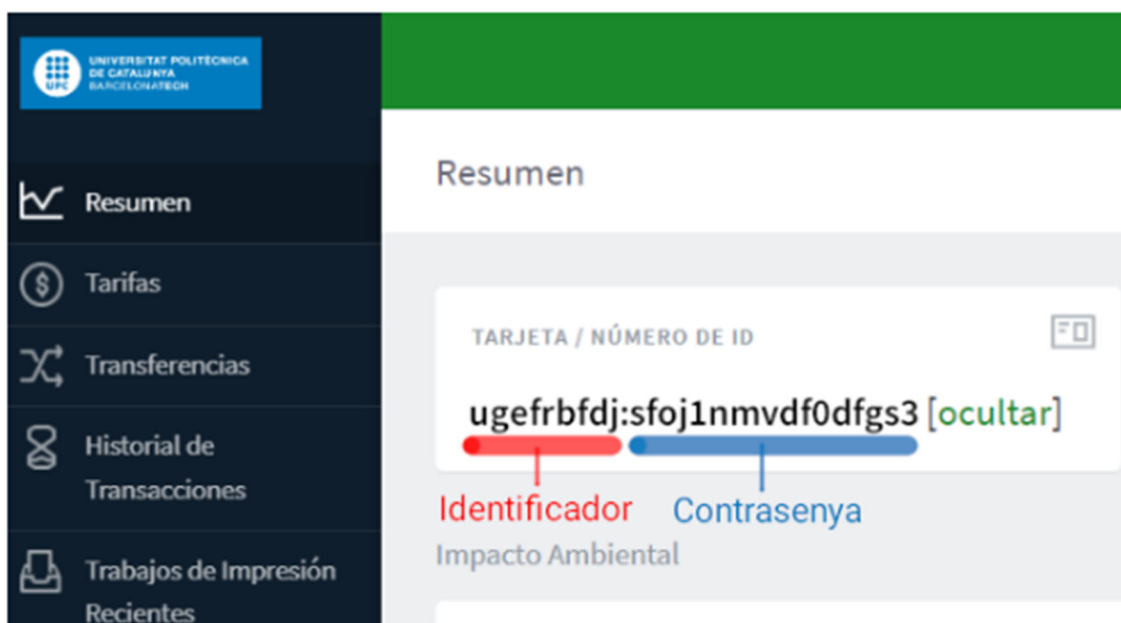 UNIVERSITAT POLITÈCNICA
DE CATALUNYA
BARCELONATECH
UPC
Resumen
Tarifas
Transferencias
Historial de
Transacciones
Trabajos de Impresión
Recientes
Resumen
TARJETA / NÚMERO DE ID
ugefrbfdj:sfoj1nmvdf0dfgs3 [ocultar]
Identificador Contrasenya
Impacto Ambiental